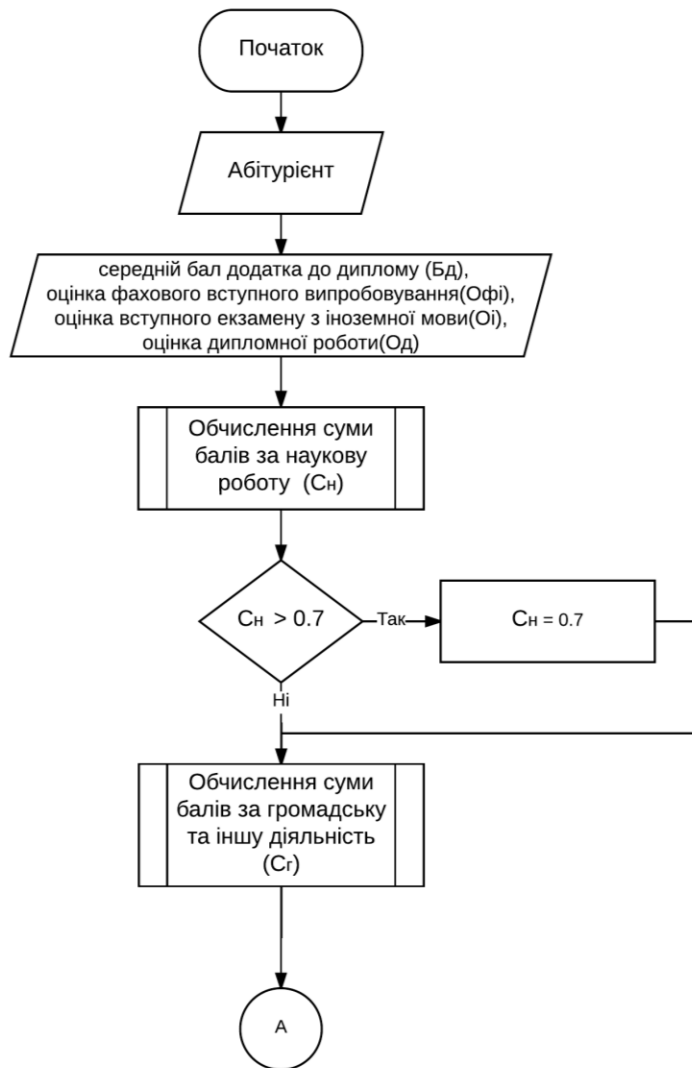 Початок
Абітурієнт
середній бал додатка до диплому (Бд),
оцінка фахового вступного випробовування(Офі),
оцінка вступного екзамену з іноземної мови(Оі),
оцінка дипломної роботи(Од)
Обчислення суми
балів за наукову
роботу (Сн)
Сн > 0.7
Так
Сн = 0.7
Ні
Обчислення суми
балів за громадську
та іншу діяльність
(Сг)
А